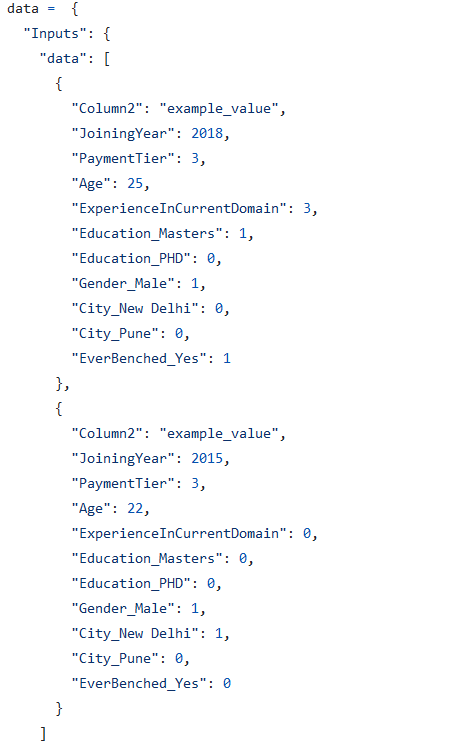 data =  {
  "Inputs": {
    "data": [
      {
        "Column2": "example_value",
        "JoiningYear": 2018,
        "PaymentTier": 3,
        "Age": 25,
        "ExperienceInCurrentDomain": 3,
        "Education_Masters": 1,
        "Education_PHD": 0,
        "Gender_Male": 1,
        "City_New Delhi": 0,
        "City_Pune": 0,
        "EverBenched_Yes": 1
      },
      {
        "Column2": "example_value",
        "JoiningYear": 2015,
        "PaymentTier": 3,
        "Age": 22,
        "ExperienceInCurrentDomain": 0,
        "Education_Masters": 0,
        "Education_PHD": 0,
        "Gender_Male": 1,
        "City_New Delhi": 1,
        "City_Pune": 0,
        "EverBenched_Yes": 0
      }
    ]